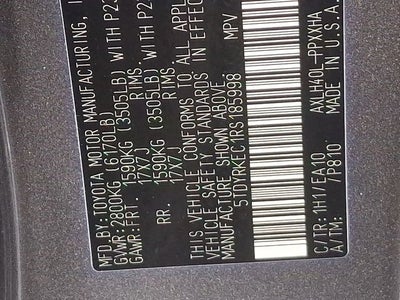 MFD.BY:TOYOTA MOTOR MANUFACTURING, I
GVWR:2800KG (6170LB)
GAWR:FRT. 1590KG (3505LB) WITH P23
17X7J RIMS,
RR. 1590KG (3505LB) WITH P2
17X7J RIMS,
THIS VEHICLE CONFORMS TO ALL APPL
VEHICLE SAFETY STANDARDS IN EFFEC
MANUFACTURE SHOWN ABOVE.
5TDYRKEC1RS185998 MPV
C/TR:1H1/EA10 AXLH40L-PPXXHA
A/TM: /P810 MADE IN U.S.A.